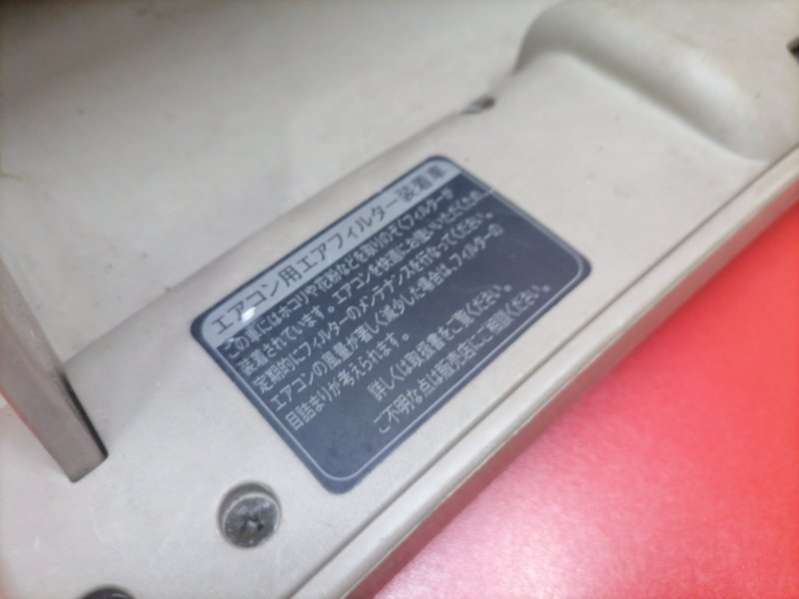 エアコン用エアフィルター装着車
この車にはホコリや花粉などを取りのぞくフィルターが
装着されています。エアコンを快適にお使いいただくため
定期的にフィルターのメンテナンスを行なってください。
エアコンの風量が著しく減少した場合は、フィルターの
目詰まりが考えられます。
詳しくは取扱書をご覧ください。
ご不明な点は販売店にご相談ください。